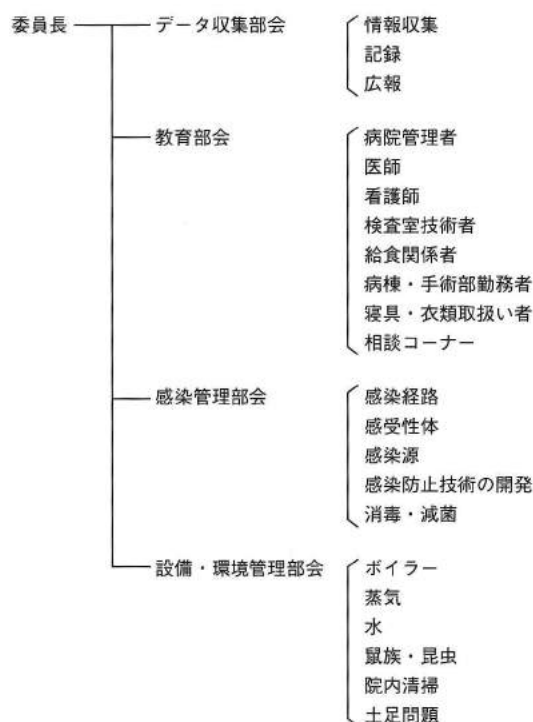 委員長 データ収集部会 情報収集
記録
広報
教育部会 病院管理者
医師
看護師
検査室技術者
給食関係者
病棟・手術部勤務者
寝具・衣類取扱い者
相談コーナー
感染管理部会 感染経路
感受性体
感染源
感染防止技術の開発
消毒・減菌
設備・環境管理部会 ボイラー
蒸気
水
鼠族・昆虫
院内清掃
土足問題